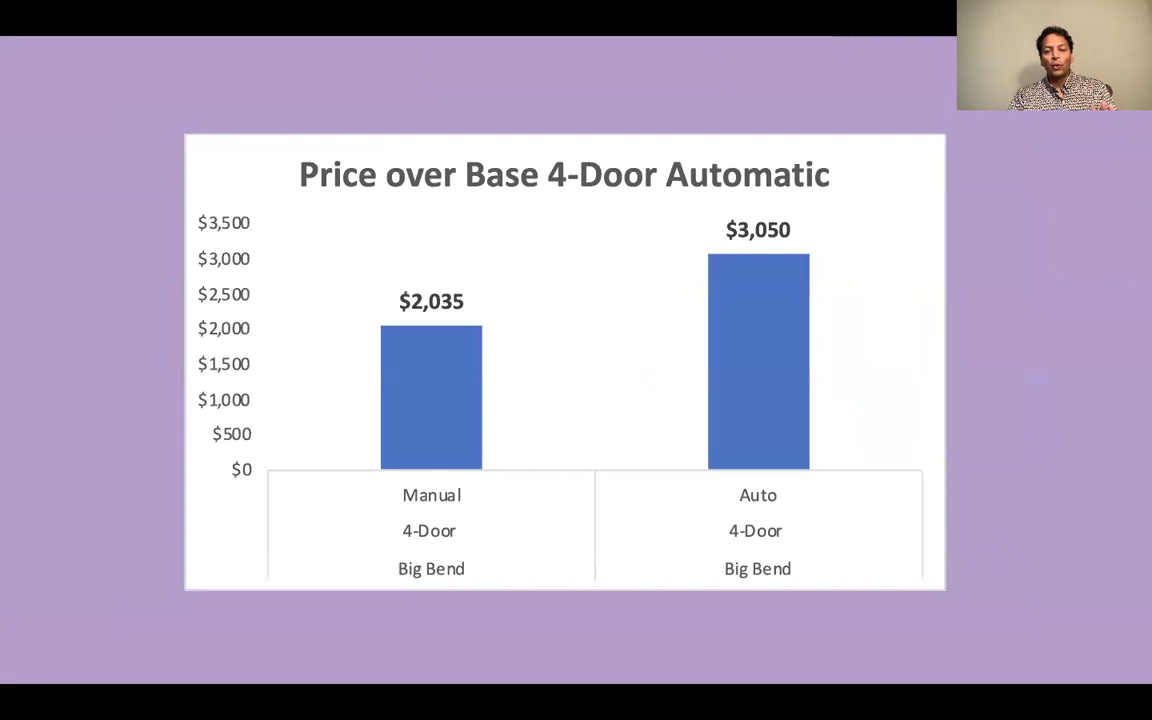 Price over Base 4-Door Automatic
$3,500
$3,000
$2,500
$2,000
$1,500
$1,000
$500
$0
$2,035
$3,050
Manual
Auto
4-Door
4-Door
Big Bend
Big Bend